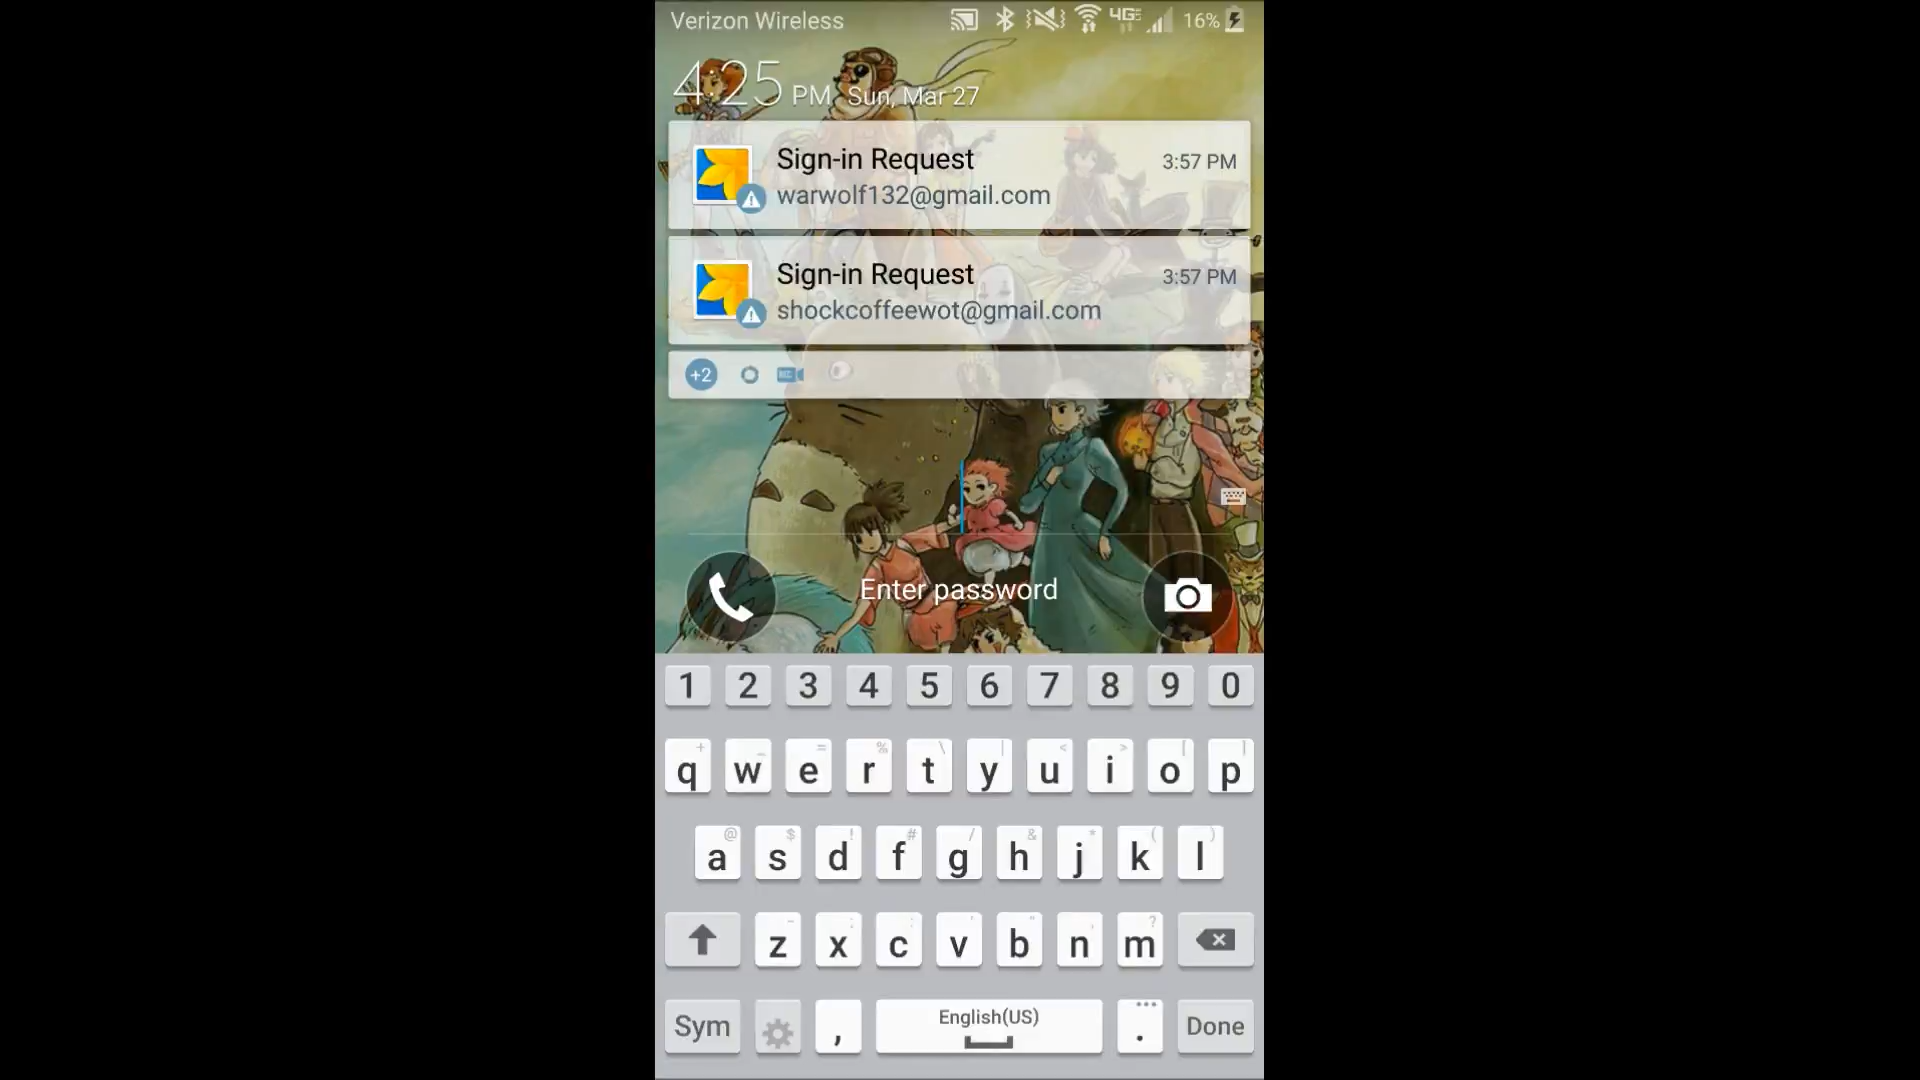 Verizon Wireless 4G 16%
4:25 PM Sun, Mar 27
Sign-in Request 3:57 PM
warwolf132@gmail.com
Sign-in Request 3:57 PM
shockcoffeewot@gmail.com
+2 REC
Enter password
1 2 3 4 5 6 7 8 9 0
+ _ = % \ | < > [ ]
q w e r t y u i o p
@ $ ! # / & * ( )
a s d f g h j k l
- ; : ' " , ?
z x c v b n m
Sym , English(US) . Done